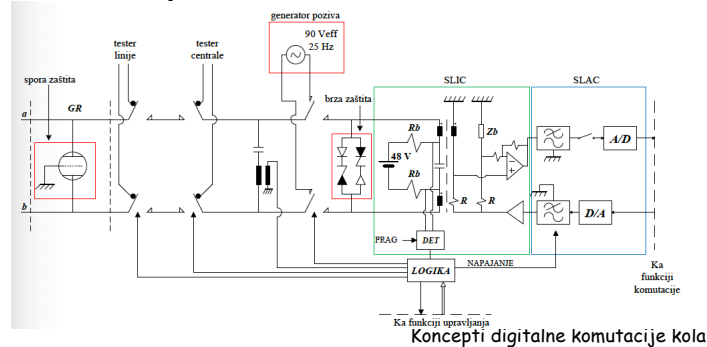 generator poziva
90 Veff
25 Hz
tester
linije
tester
centrale
spora zaštita
GR
brza zaštita
SLIC
SLAC
a
b
Rb
48 V
Rb
Zb
R
R
A/D
D/A
PRAG
DET
LOGIKA
NAPAJANJE
Ka
funkciji
komutacije
Ka funkciji upravljanja
Koncepti digitalne komutacije kola